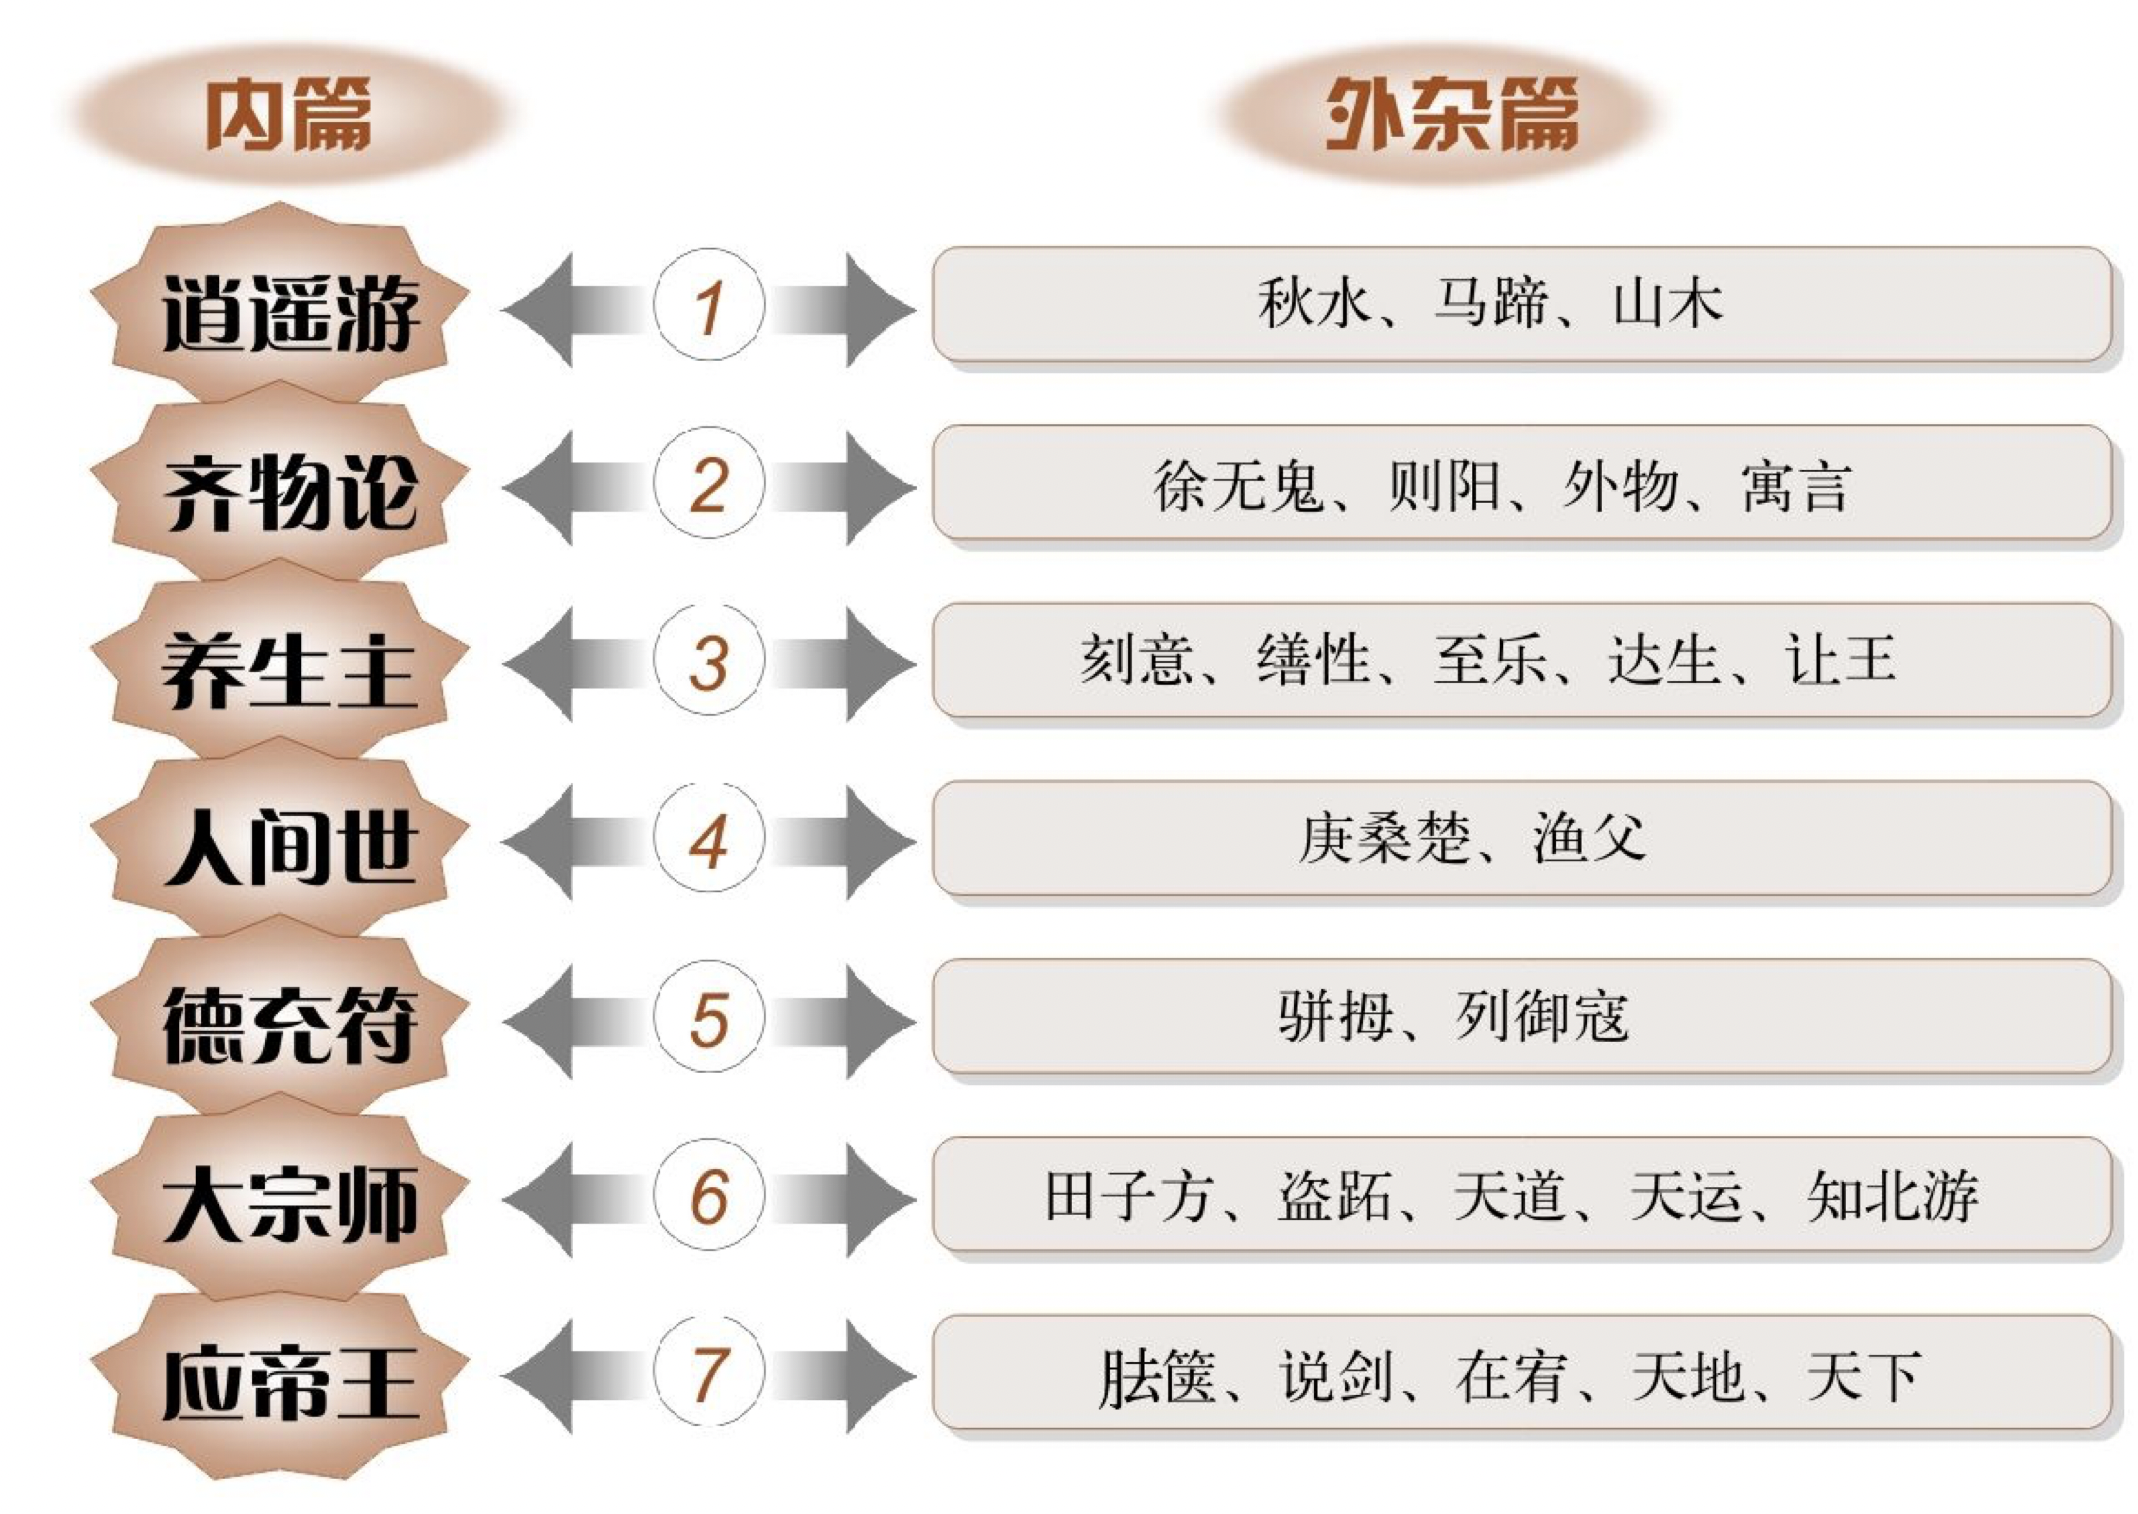 内篇 外杂篇
逍遥游 1 秋水、马蹄、山木
齐物论 2 徐无鬼、则阳、外物、寓言
养生主 3 刻意、缮性、至乐、达生、让王
人间世 4 庚桑楚、渔父
德充符 5 骈拇、列御寇
大宗师 6 田子方、盗跖、天道、天运、知北游
应帝王 7 胠箧、说剑、在宥、天地、天下